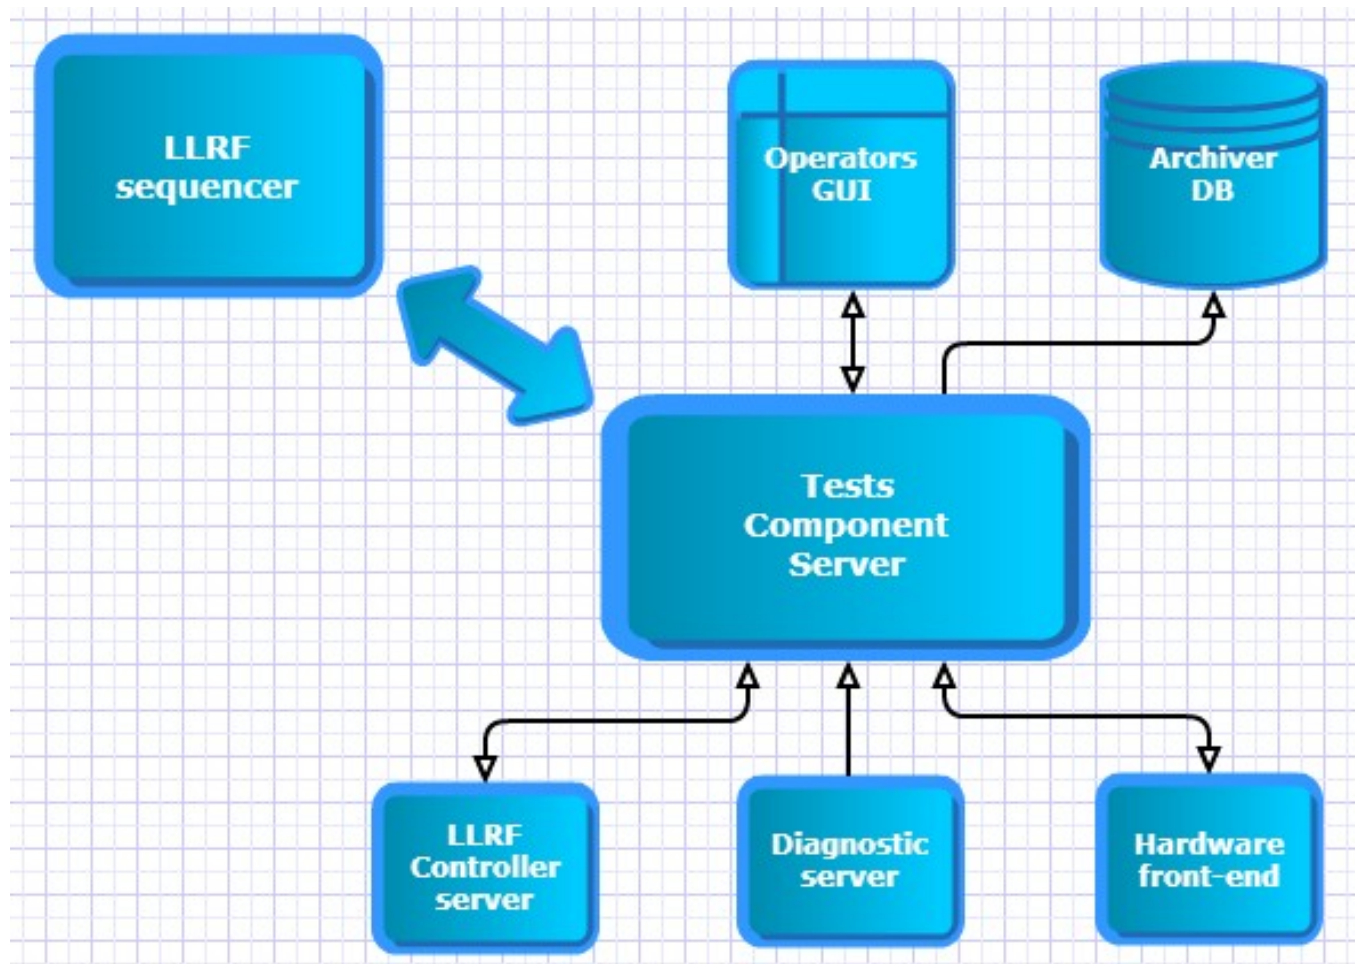 LLRF
sequencer
Operators
GUI
Archiver
DB
Tests
Component
Server
LLRF
Controller
server
Diagnostic
server
Hardware
front-end